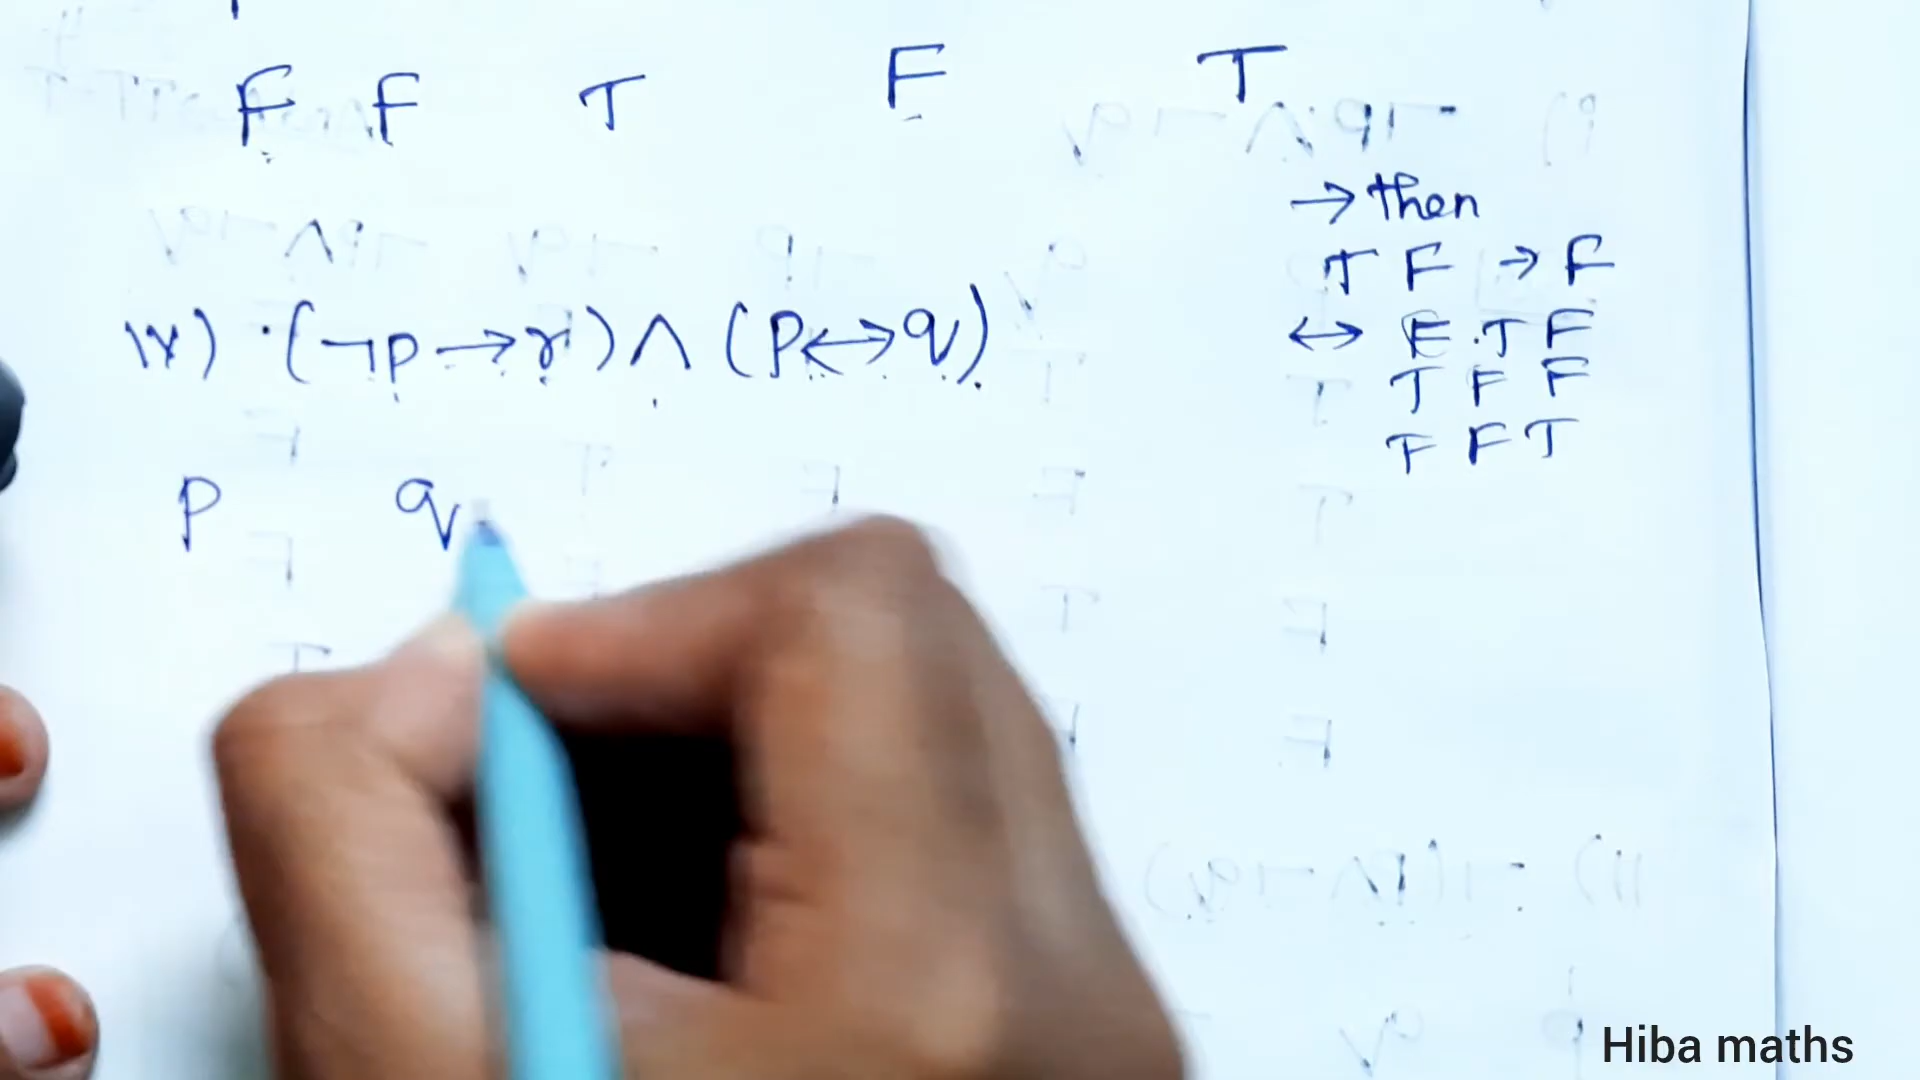 F F T F T
→ then
T F → F
iv) (¬p → r) ∧ (p ↔ q)
↔ F T F
T F F
F F T
p q
Hiba maths